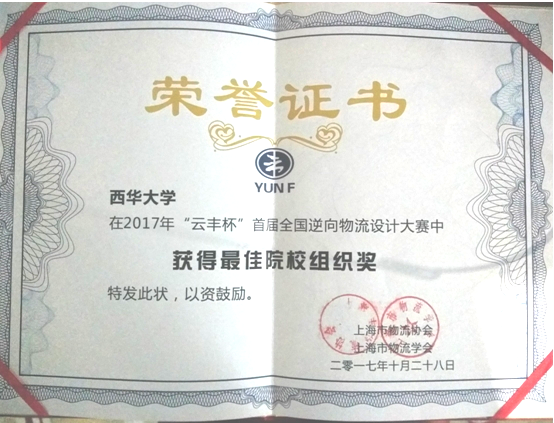 荣誉证书
YUN F
西华大学
在2017年“云丰杯”首届全国逆向物流设计大赛中
获得最佳院校组织奖
特发此状，以资鼓励。
上海市物流协会
上海市物流学会
二零一七年十月二十八日